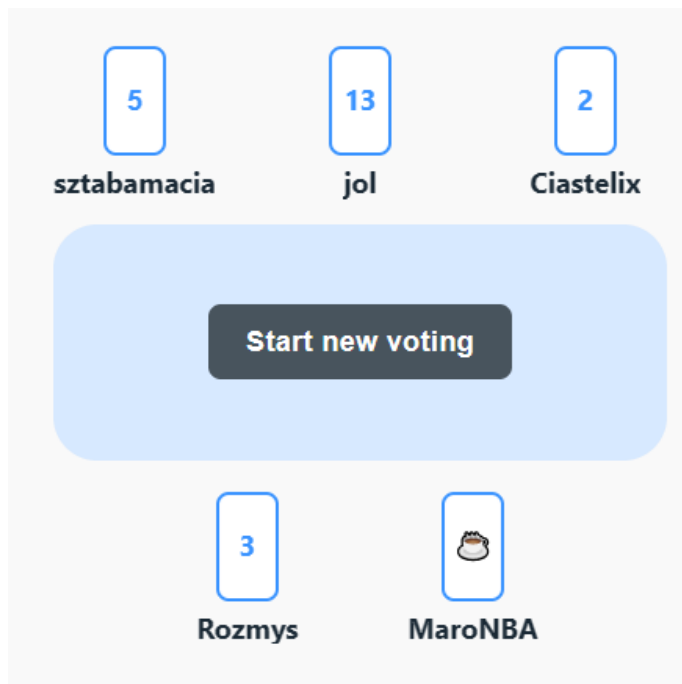 5 13 2
sztabamacia jol Ciastelix
Start new voting
3
Rozmys MaroNBA